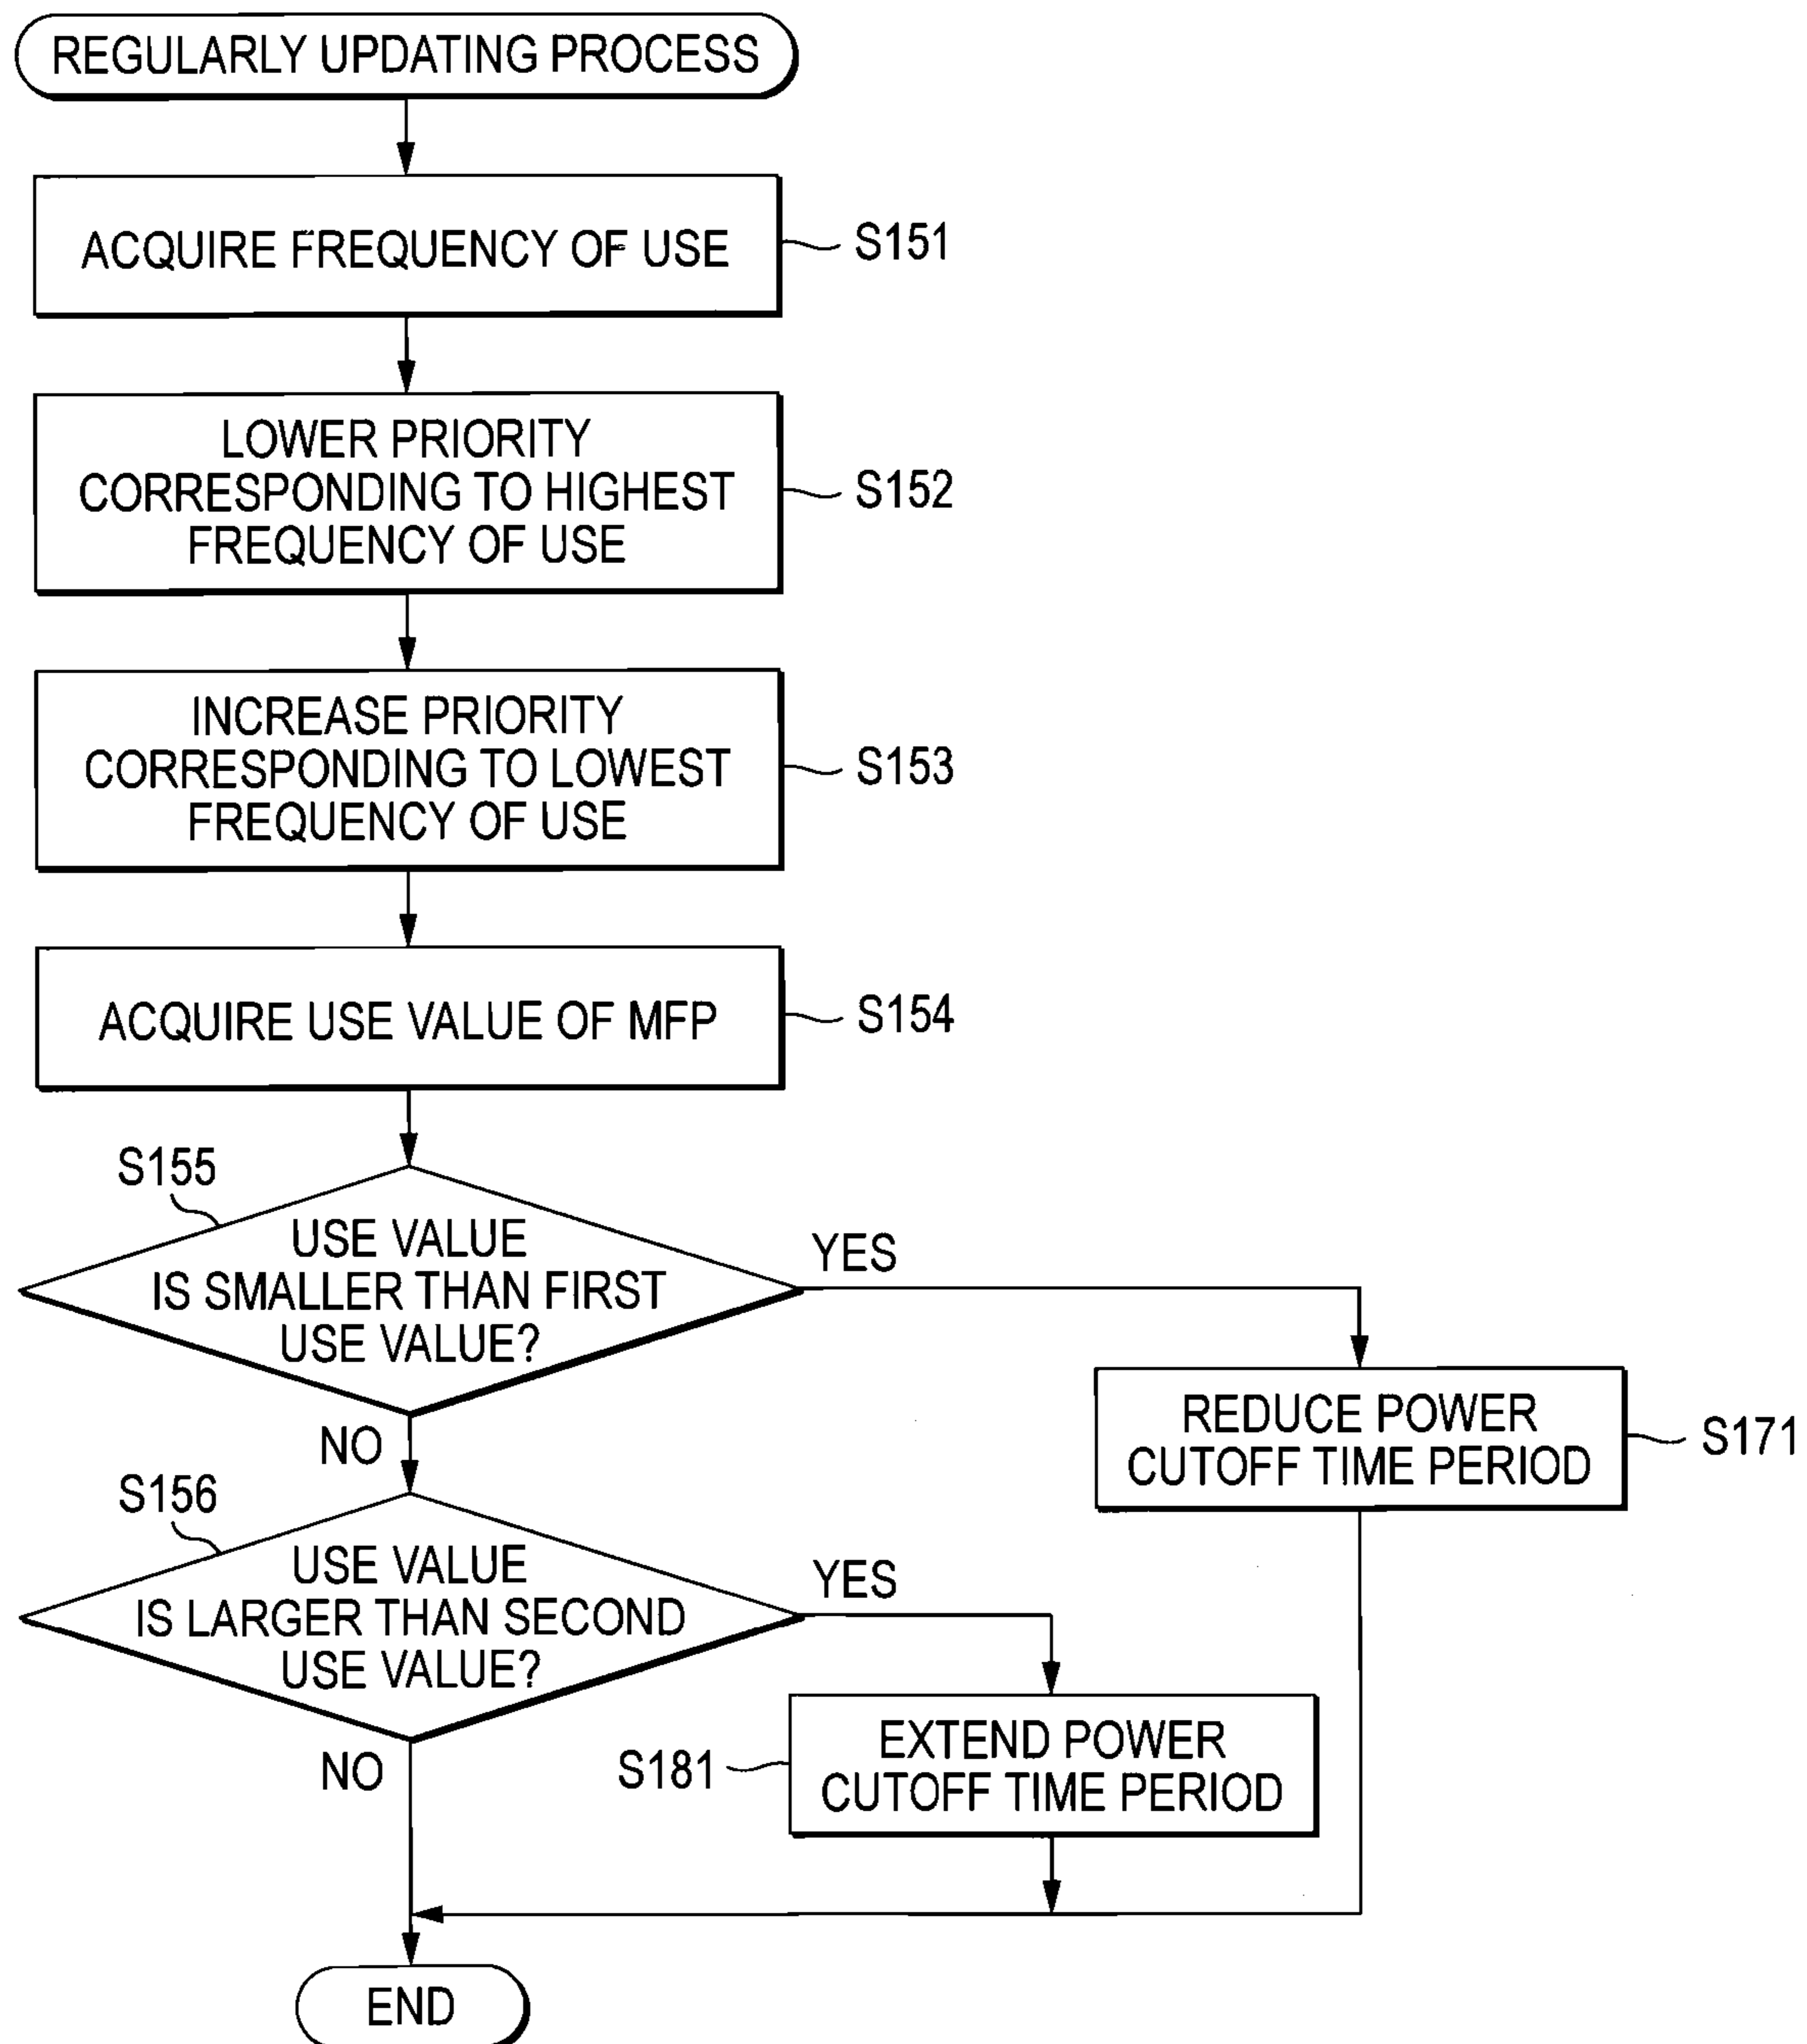 REGULARLY UPDATING PROCESS
ACQUIRE FREQUENCY OF USE
S151
LOWER PRIORITY
CORRESPONDING TO HIGHEST
FREQUENCY OF USE
S152
INCREASE PRIORITY
CORRESPONDING TO LOWEST
FREQUENCY OF USE
S153
ACQUIRE USE VALUE OF MFP
S154
S155
USE VALUE
IS SMALLER THAN FIRST
USE VALUE?
YES
NO
REDUCE POWER
CUTOFF TIME PERIOD
S171
S156
USE VALUE
IS LARGER THAN SECOND
USE VALUE?
YES
NO
EXTEND POWER
CUTOFF TIME PERIOD
S181
END